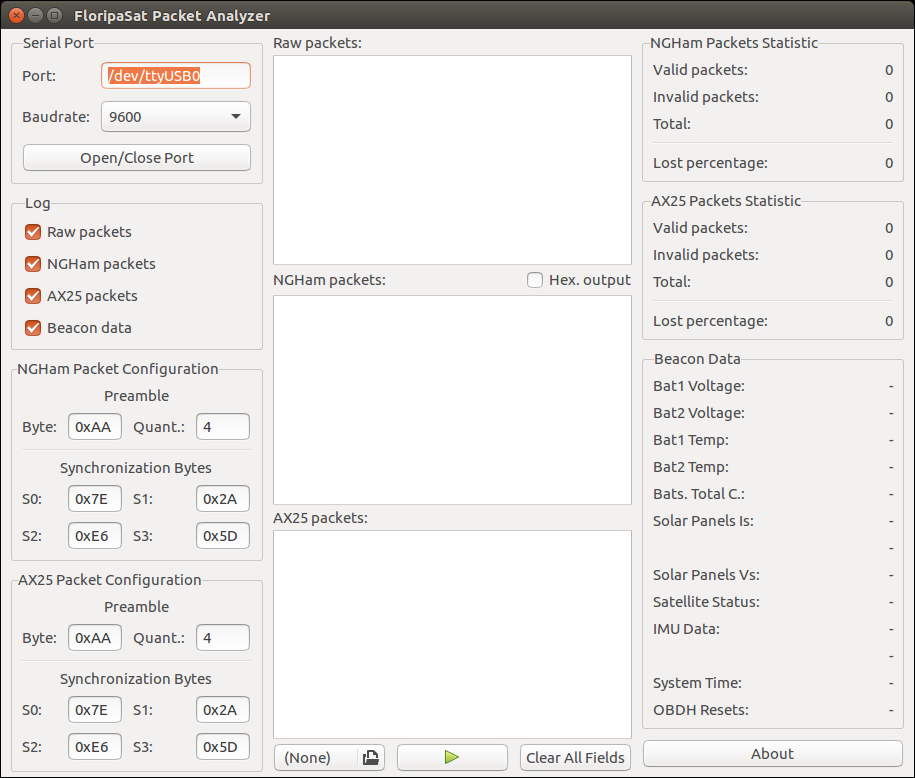 FloripaSat Packet Analyzer
Serial Port
Port: /dev/ttyUSB0
Baudrate: 9600
Open/Close Port
Log
Raw packets
NGHam packets
AX25 packets
Beacon data
NGHam Packet Configuration
Preamble
Byte: 0xAA Quant.: 4
Synchronization Bytes
S0: 0x7E S1: 0x2A
S2: 0xE6 S3: 0x5D
AX25 Packet Configuration
Preamble
Byte: 0xAA Quant.: 4
Synchronization Bytes
S0: 0x7E S1: 0x2A
S2: 0xE6 S3: 0x5D
Raw packets:
NGHam packets: Hex. output
AX25 packets:
(None) Clear All Fields
NGHam Packets Statistic
Valid packets: 0
Invalid packets: 0
Total: 0
Lost percentage: 0
AX25 Packets Statistic
Valid packets: 0
Invalid packets: 0
Total: 0
Lost percentage: 0
Beacon Data
Bat1 Voltage: -
Bat2 Voltage: -
Bat1 Temp: -
Bat2 Temp: -
Bats. Total C.: -
Solar Panels Is: -
-
Solar Panels Vs: -
Satellite Status: -
IMU Data: -
-
System Time: -
OBDH Resets: -
About